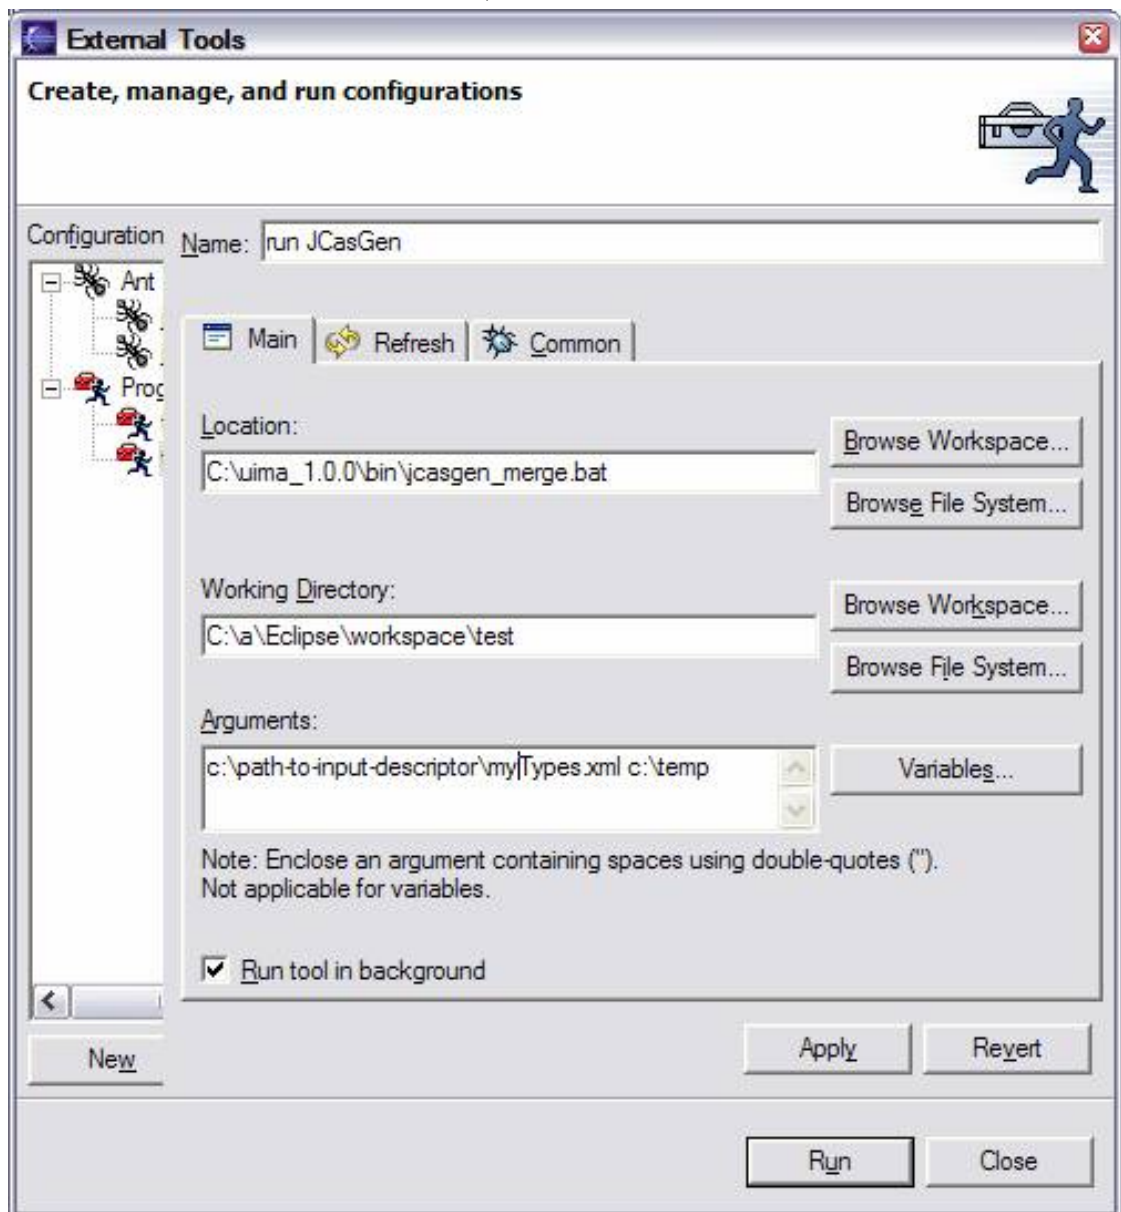 External Tools
Create, manage, and run configurations
Configuration
Name: run JCasGen
Ant
Main Refresh Common
Prog
Location:
Browse Workspace...
C:\uima_1.0.0\bin\jcasgen_merge.bat
Browse File System...
Working Directory:
Browse Workspace...
C:\a\Eclipse\workspace\test
Browse File System...
Arguments:
c:\path-to-input-descriptor\myTypes.xml c:\temp
Variables...
Note: Enclose an argument containing spaces using double-quotes (").
Not applicable for variables.
Run tool in background
New
Apply Revert
Run Close